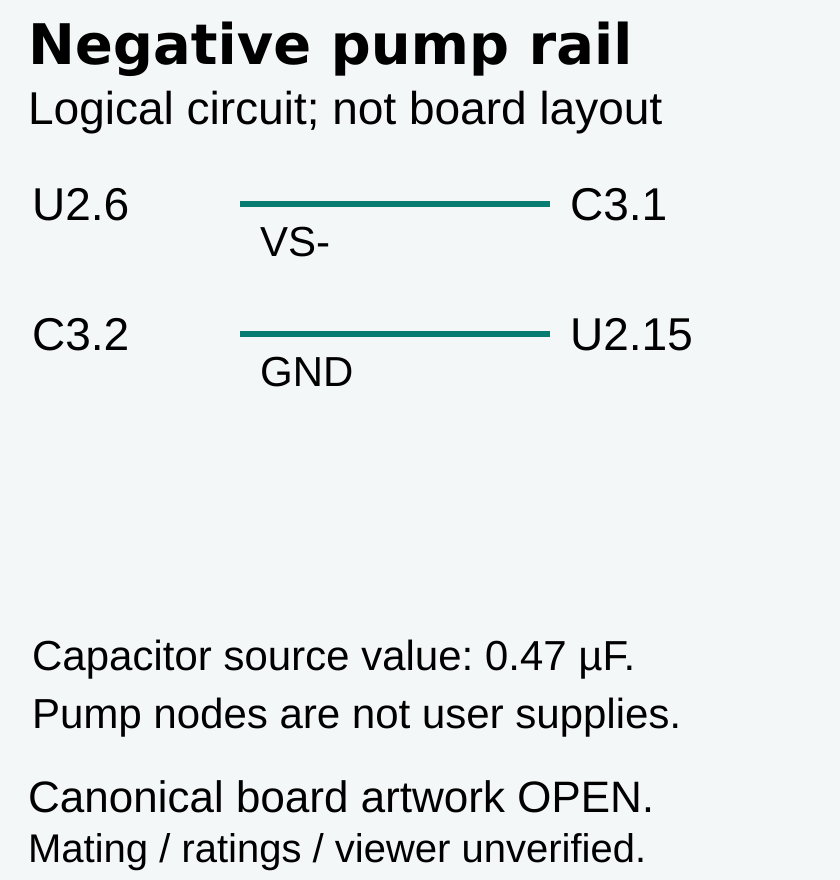 Negative pump rail
Logical circuit; not board layout
U2.6 C3.1
VS-
C3.2 U2.15
GND
Capacitor source value: 0.47 µF.
Pump nodes are not user supplies.
Canonical board artwork OPEN.
Mating / ratings / viewer unverified.